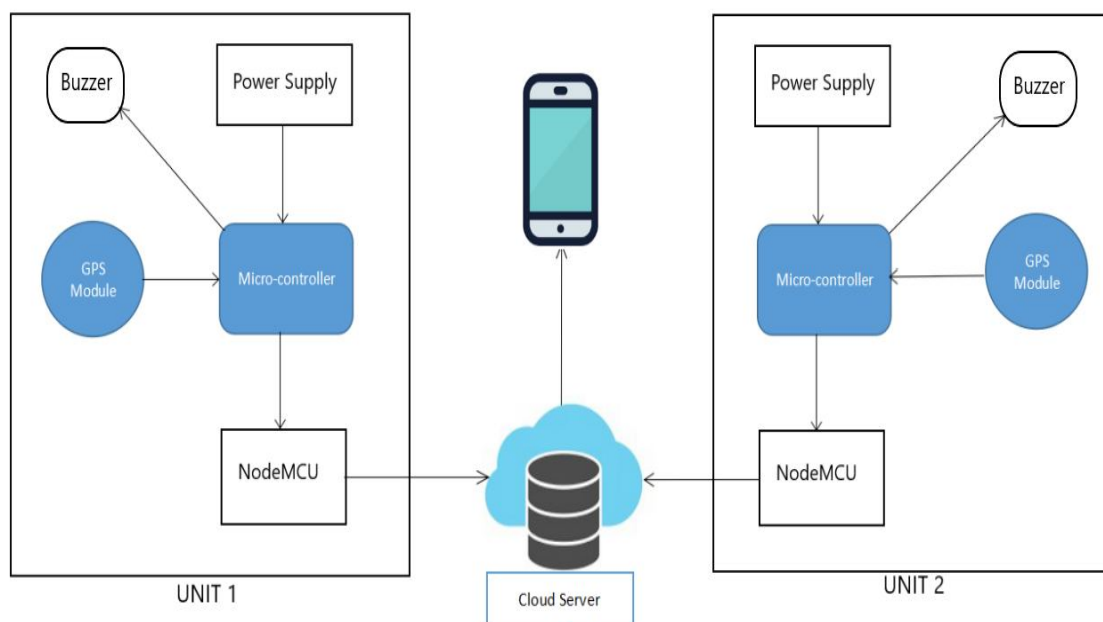 Buzzer
Power Supply
GPS
Module
Micro-controller
NodeMCU
UNIT 1
Cloud Server
Power Supply
Buzzer
Micro-controller
GPS
Module
NodeMCU
UNIT 2